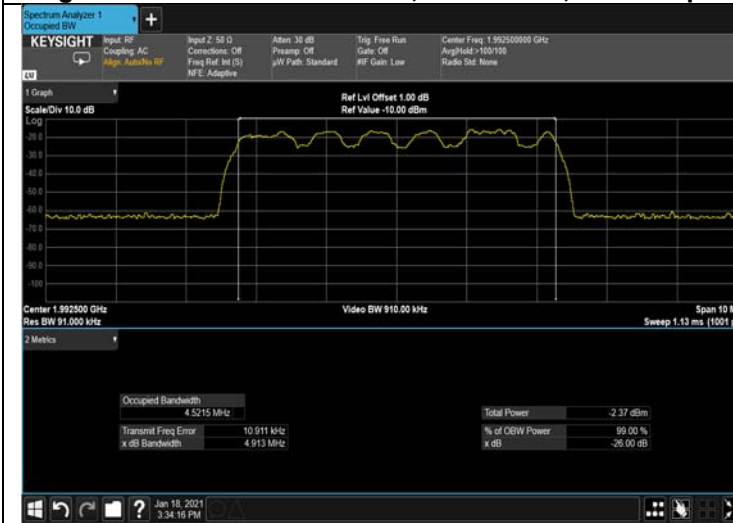 Spectrum Analyzer 1
Occupied BW
KEYSIGHT
Input: RF
Coupling: AC
Align: Auto/No RF
Input Z: 50 Ω
Corrections: Off
Freq Ref: Int (S)
NFE: Adaptive
Atten: 30 dB
Preamp: Off
µW Path: Standard
Trig: Free Run
Gate: Off
#IF Gain: Low
Center Freq: 1.992500000 GHz
Avg|Hold:>100/100
Radio Std: None
1 Graph
Scale/Div 10.0 dB
Ref Lvl Offset 1.00 dB
Ref Value -10.00 dBm
Log
-20.0
-30.0
-40.0
-50.0
-60.0
-70.0
-80.0
-90.0
-100
Center 1.992500 GHz
Res BW 91.000 kHz
Video BW 910.00 kHz
Span 10
Sweep 1.13 ms (1001
2 Metrics
Occupied Bandwidth
4.5215 MHz
Transmit Freq Error 10.911 kHz
x dB Bandwidth 4.913 MHz
Total Power -2.37 dBm
% of OBW Power 99.00 %
x dB -26.00 dB
Jan 18, 2021
3:34:16 PM